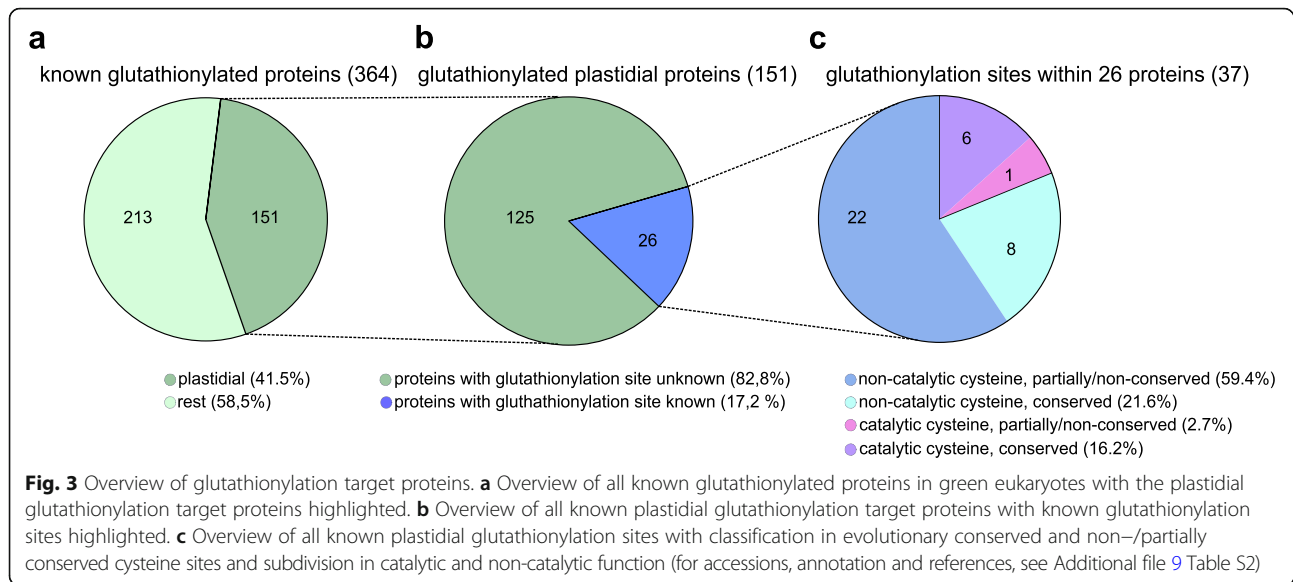 a
known glutathionylated proteins (364)
213
151
plastidial (41.5%)
rest (58,5%)
b
glutathionylated plastidial proteins (151)
125
26
proteins with glutathionylation site unknown (82,8%)
proteins with gluthathionylation site known (17,2 %)
c
glutathionylation sites within 26 proteins (37)
6
1
22
8
non-catalytic cysteine, partially/non-conserved (59.4%)
non-catalytic cysteine, conserved (21.6%)
catalytic cysteine, partially/non-conserved (2.7%)
catalytic cysteine, conserved (16.2%)
Fig. 3 Overview of glutathionylation target proteins. a Overview of all known glutathionylated proteins in green eukaryotes with the plastidial
glutathionylation target proteins highlighted. b Overview of all known plastidial glutathionylation target proteins with known glutathionylation
sites highlighted. c Overview of all known plastidial glutathionylation sites with classification in evolutionary conserved and non−/partially
conserved cysteine sites and subdivision in catalytic and non-catalytic function (for accessions, annotation and references, see Additional file 9 Table S2)